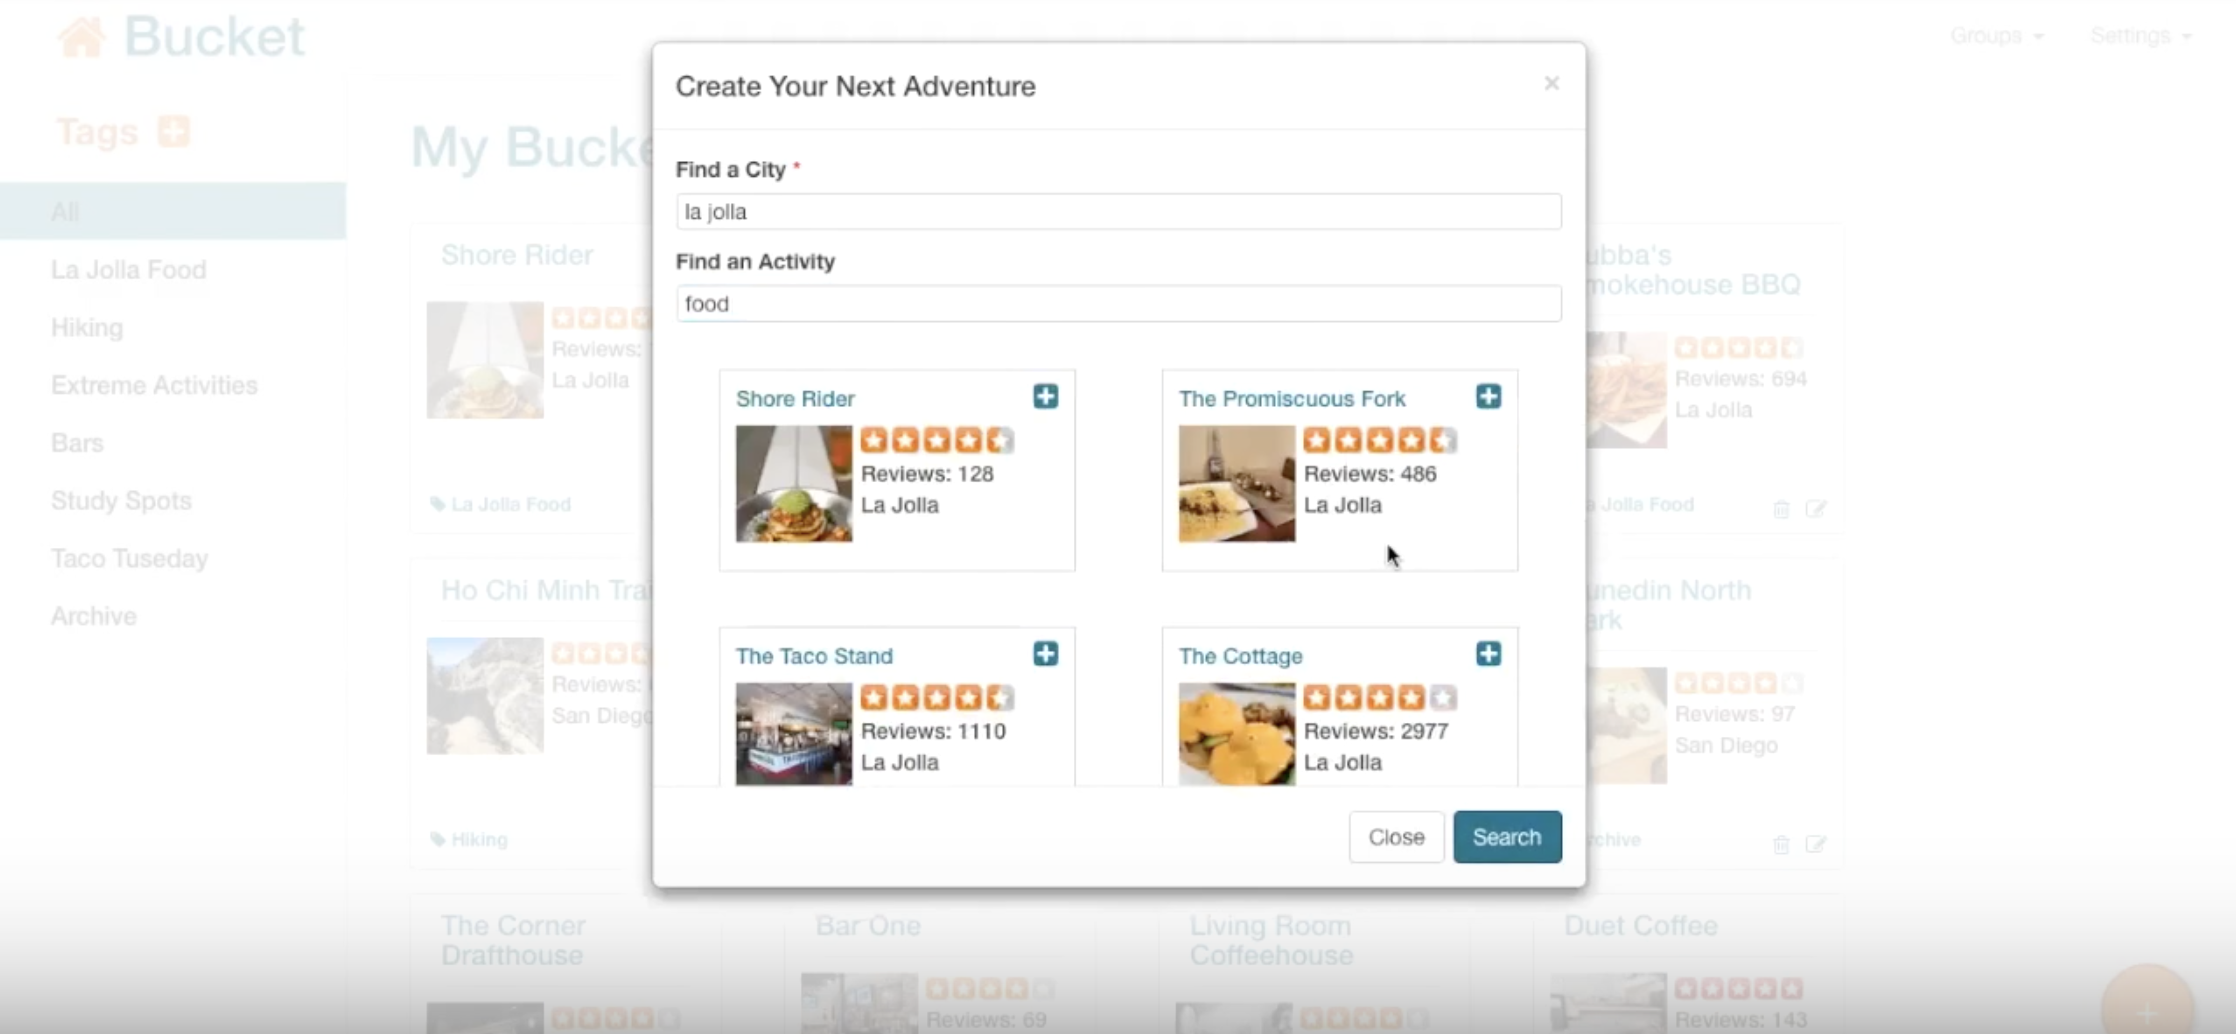 Bucket
Groups
Settings
Tags
My Bucke
All
La Jolla Food
Hiking
Extreme Activities
Bars
Study Spots
Taco Tuseday
Archive
Create Your Next Adventure
×
Find a City *
la jolla
Find an Activity
food
Shore Rider
Reviews: 128
La Jolla
The Promiscuous Fork
Reviews: 486
La Jolla
The Taco Stand
Reviews: 1110
La Jolla
The Cottage
Reviews: 2977
La Jolla
Close
Search
Shore Rider
Reviews:
La Jolla
La Jolla Food
ubba's
mokehouse BBQ
Reviews: 694
La Jolla
a Jolla Food
Ho Chi Minh Trai
Reviews:
San Diego
Hiking
unedin North
ark
Reviews: 97
San Diego
rchive
The Corner
Drafthouse
Bar One
Reviews: 69
Living Room
Coffeehouse
Duet Coffee
Reviews: 143